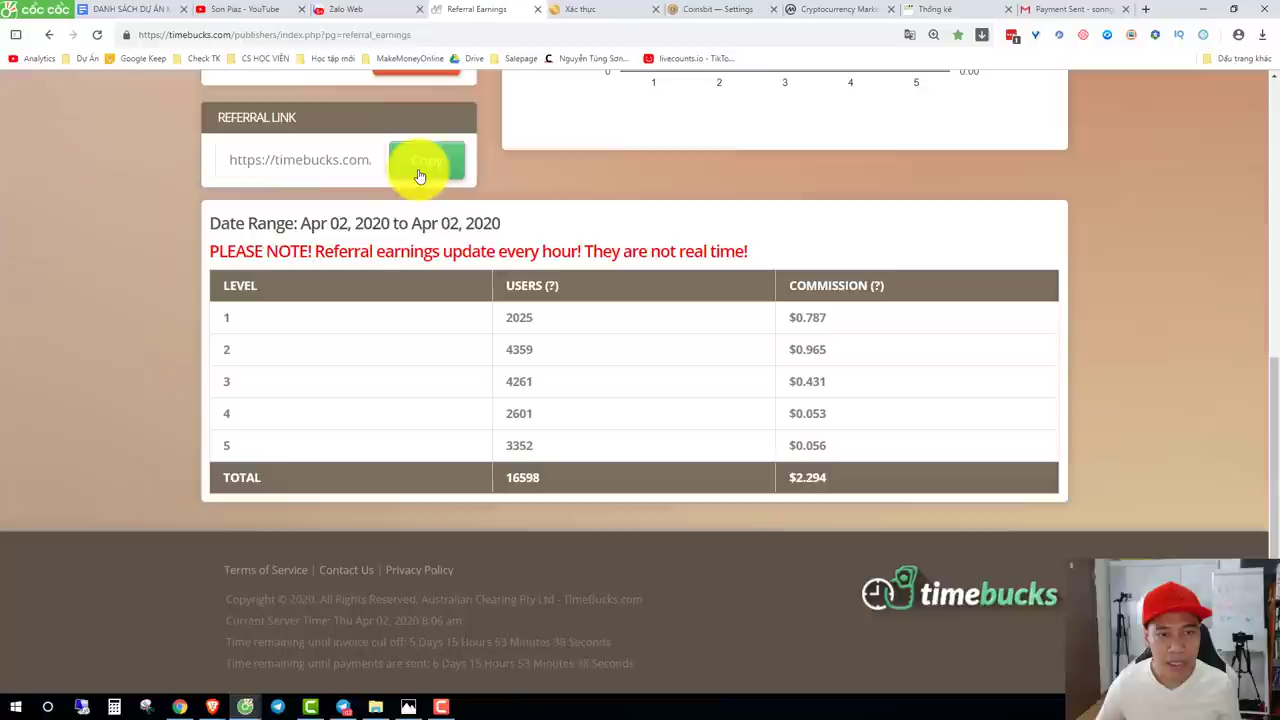 CỐC CỐC
DANH SÁCH DỰ ÁN k
Son Piaz - YouTube
Zalo Web
Referral Earnings
Xác thực
Coinsbit — Settings
Cryptocurrency Mark
Thống kê
Payment Sent - sonng
https://timebucks.com/publishers/index.php?pg=referral_earnings
Analytics
Dự Án
Google Keep
Check TK
CS HỌC VIÊN
Học tập mới
MakeMoneyOnline
Drive
Salepage
Nguyễn Tùng Sơn...
livecounts.io - TikTo...
Dấu trang khác
0
0.00
1 2 3 4 5
REFERRAL LINK
https://timebucks.com.
Copy
Date Range: Apr 02, 2020 to Apr 02, 2020
PLEASE NOTE! Referral earnings update every hour! They are not real time!
LEVEL USERS (?) COMMISSION (?)
1 2025 $0.787
2 4359 $0.965
3 4261 $0.431
4 2601 $0.053
5 3352 $0.056
TOTAL 16598 $2.294
Terms of Service | Contact Us | Privacy Policy
Copyright © 2020. All Rights Reserved. Australian Clearing Pty Ltd - TimeBucks.com
Current Server Time: Thu Apr 02, 2020 8:06 am
Time remaining until invoice cut off: 5 Days 15 Hours 53 Minutes 38 Seconds
Time remaining until payments are sent: 6 Days 15 Hours 53 Minutes 38 Seconds
timebucks